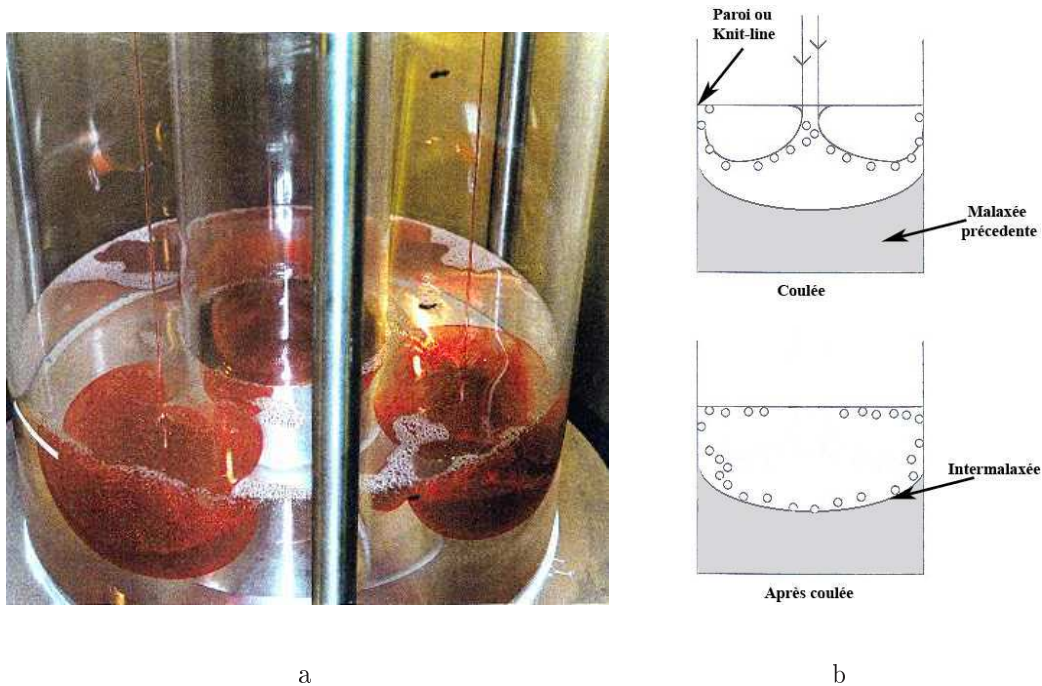 Paroi ou
Knit-line
Malaxée
précedente
Coulée
Intermalaxée
Après coulée
a
b